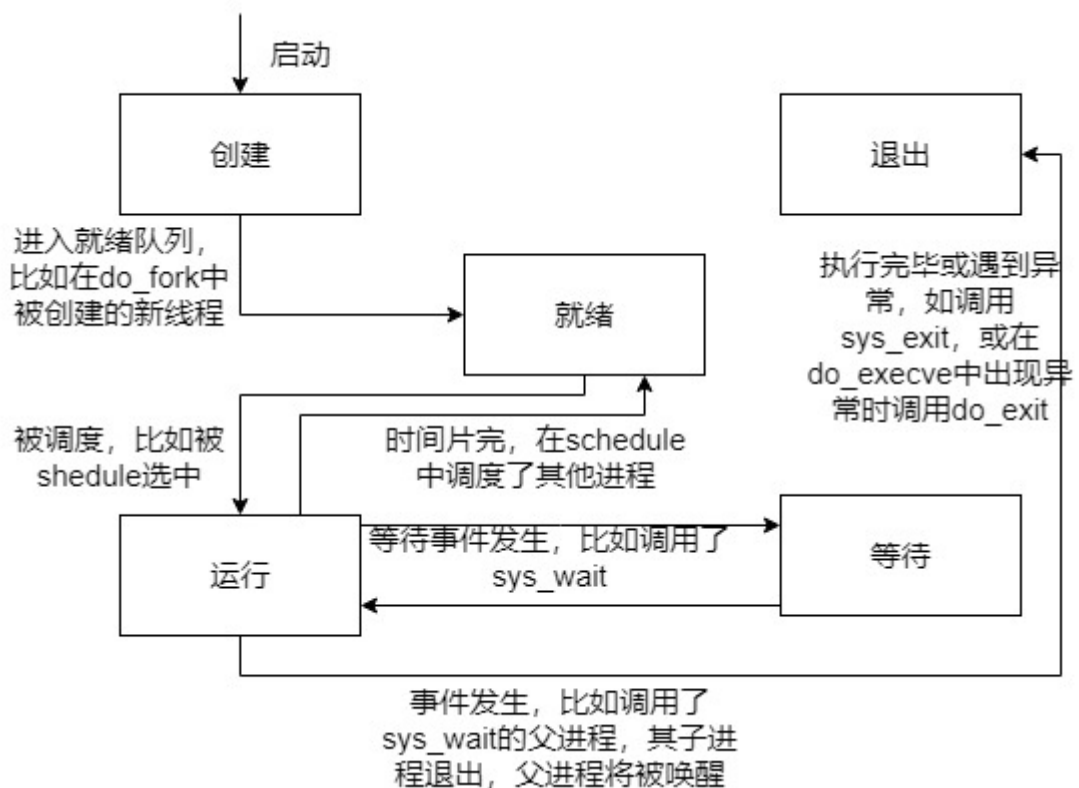 启动
创建
退出
进入就绪队列，
比如在do_fork中
被创建的新线程
就绪
执行完毕或遇到异
常，如调用
sys_exit，或在
do_execve中出现异
常时调用do_exit
被调度，比如被
shedule选中
时间片完，在schedule
中调度了其他进程
运行
等待事件发生，比如调用了
sys_wait
等待
事件发生，比如调用了
sys_wait的父进程，其子进
程退出，父进程将被唤醒